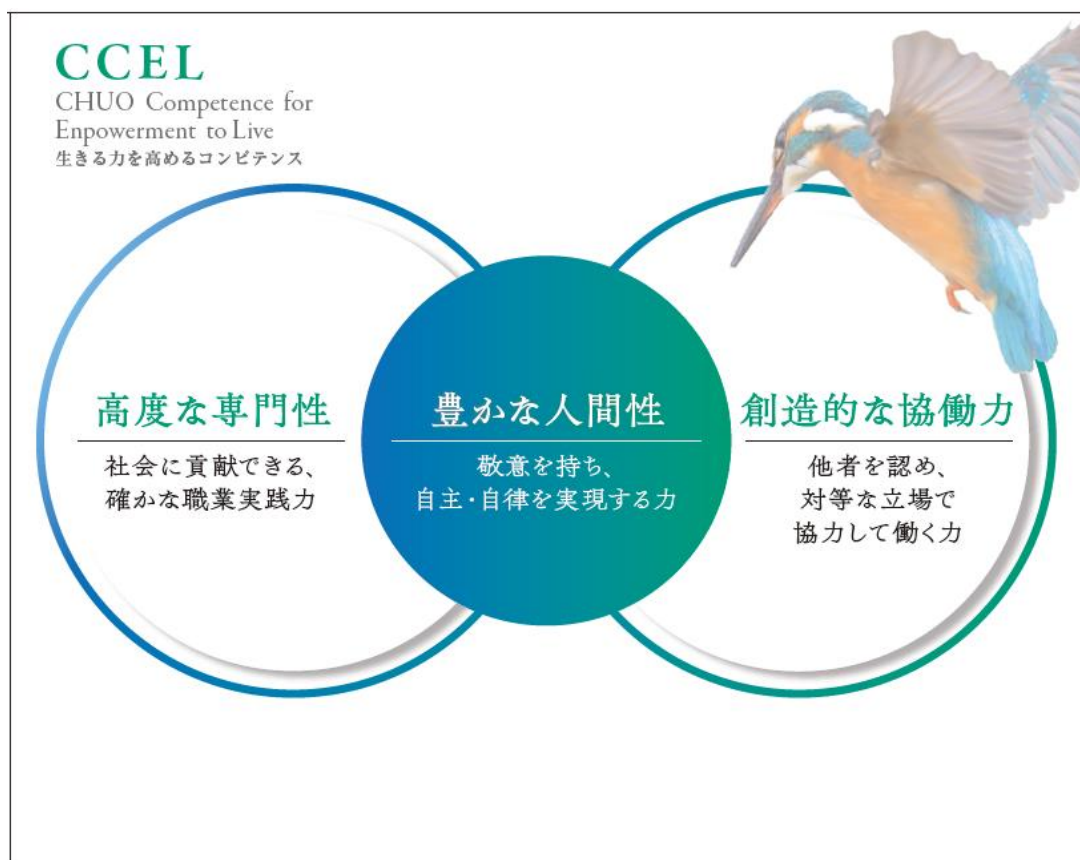 CCEL
CHUO Competence for
Enpowerment to Live
生きる力を高めるコンピテンス
高度な専門性
社会に貢献できる、
確かな職業実践力
豊かな人間性
敬意を持ち、
自主・自律を実現する力
創造的な協働力
他者を認め、
対等な立場で
協力して働く力